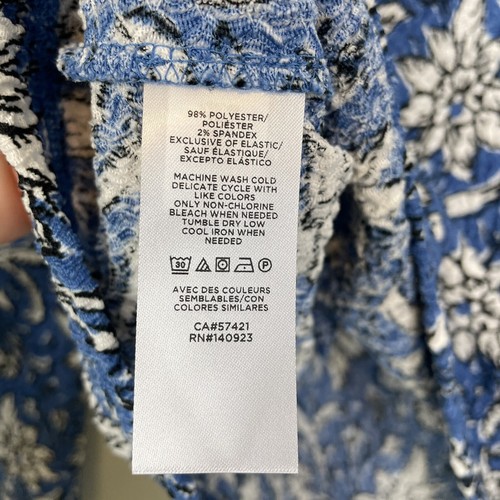 98% POLYESTER/
POLIÉSTER
2% SPANDEX
EXCLUSIVE OF ELASTIC/
SAUF ÉLASTIQUE/
EXCEPTO ELÁSTICO
MACHINE WASH COLD
DELICATE CYCLE WITH
LIKE COLORS
ONLY NON-CHLORINE
BLEACH WHEN NEEDED
TUMBLE DRY LOW
COOL IRON WHEN
NEEDED
30 P
AVEC DES COULEURS
SEMBLABLES/CON
COLORES SIMILARES
CA#57421
RN#140923